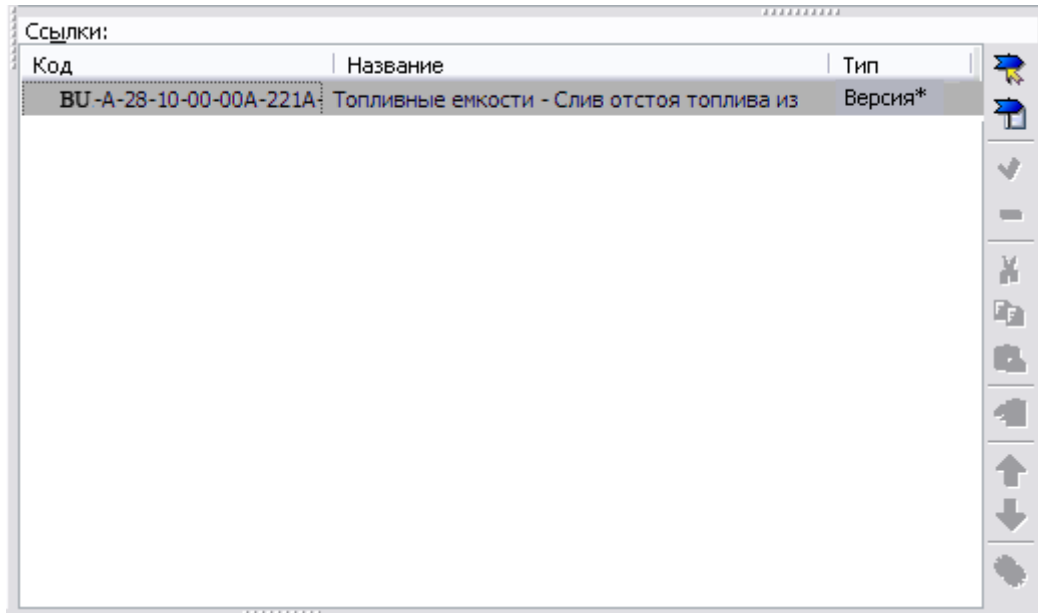 Ссылки:
Код Название Тип
BU.-A-28-10-00-00A-221A- Топливные емкости - Слив отстоя топлива из Версия*